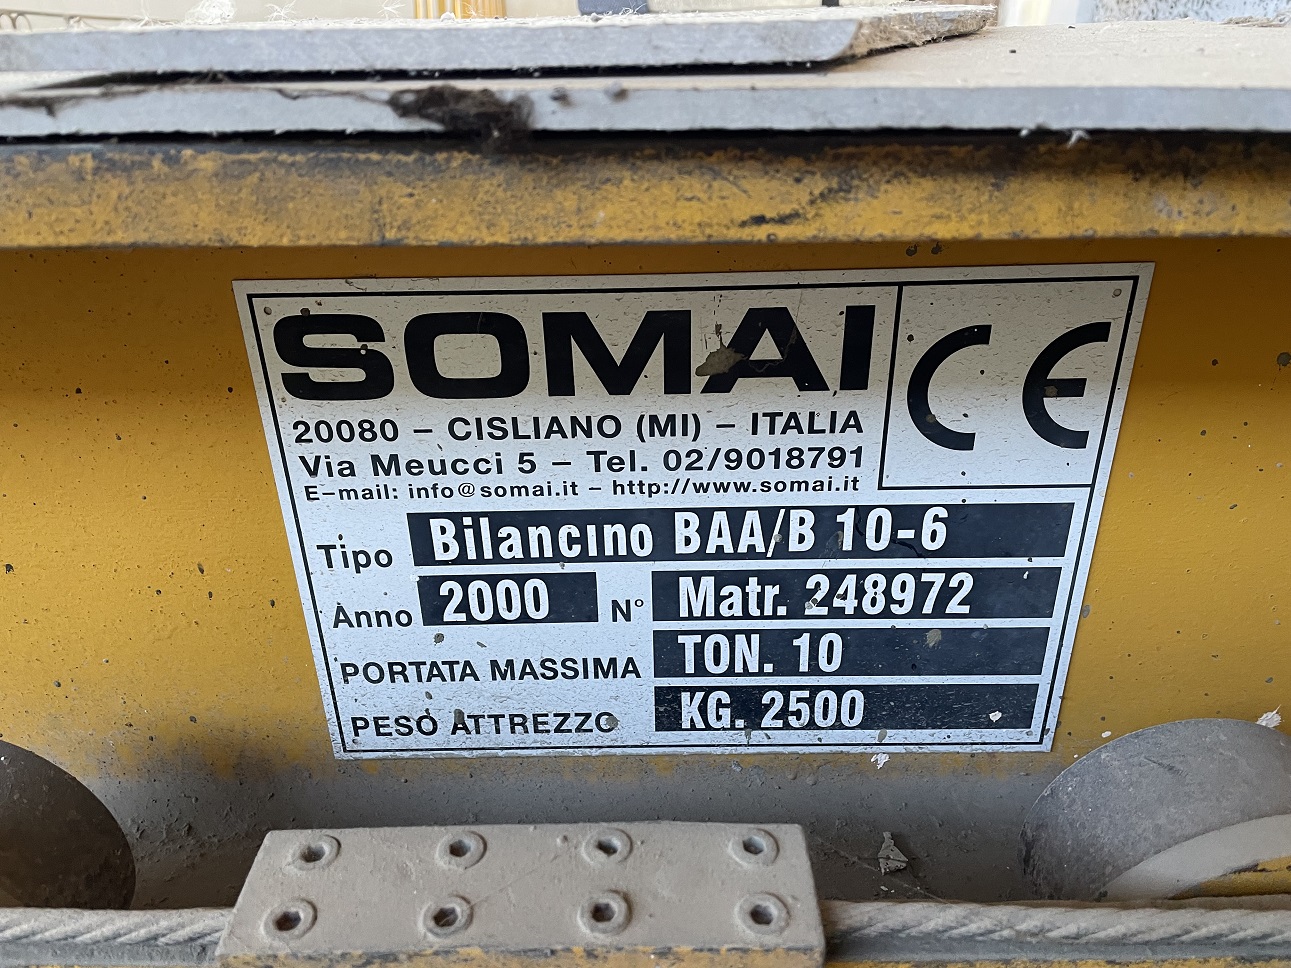 SOMAI
CE
20080 – CISLIANO (MI) – ITALIA
Via Meucci 5 – Tel. 02/9018791
E-mail: info@somai.it – http://www.somai.it
Tipo Bilancino BAA/B 10-6
Anno 2000 N° Matr. 248972
PORTATA MASSIMA TON. 10
PESO ATTREZZO KG. 2500